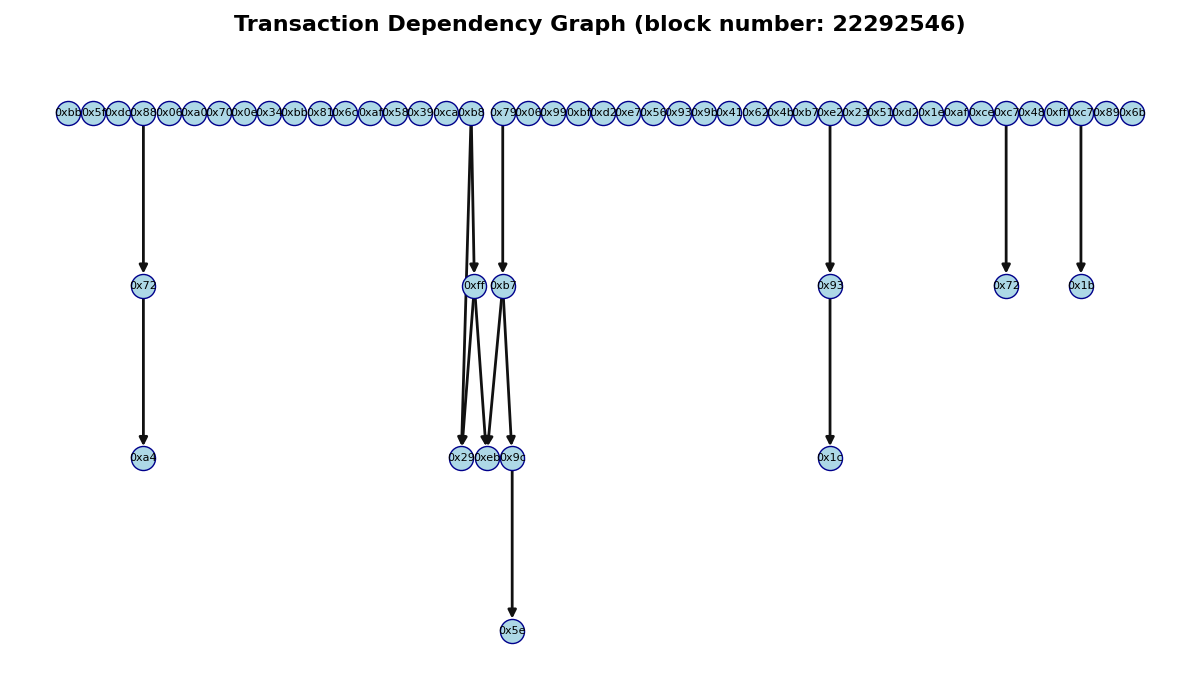 Transaction Dependency Graph (block number: 22292546)
0xbb 0x5f 0xdc 0x88 0x06 0xa0 0x70 0x0e 0x34 0xbb 0x81 0x6c 0xaf 0x58 0x39 0xca 0xb8 0x79 0x06 0x99 0xbf 0xd2 0xe7 0x56 0x93 0x9b 0x41 0x62 0x4b 0xb7 0xe2 0x23 0x51 0xd2 0x1e 0xaf 0xce 0xc7 0x48 0xff 0xc7 0x89 0x6b
0x72 0xff 0xb7 0x93 0x72 0x1b
0xa4 0x29 0xeb 0x9c 0x1c
0x5e